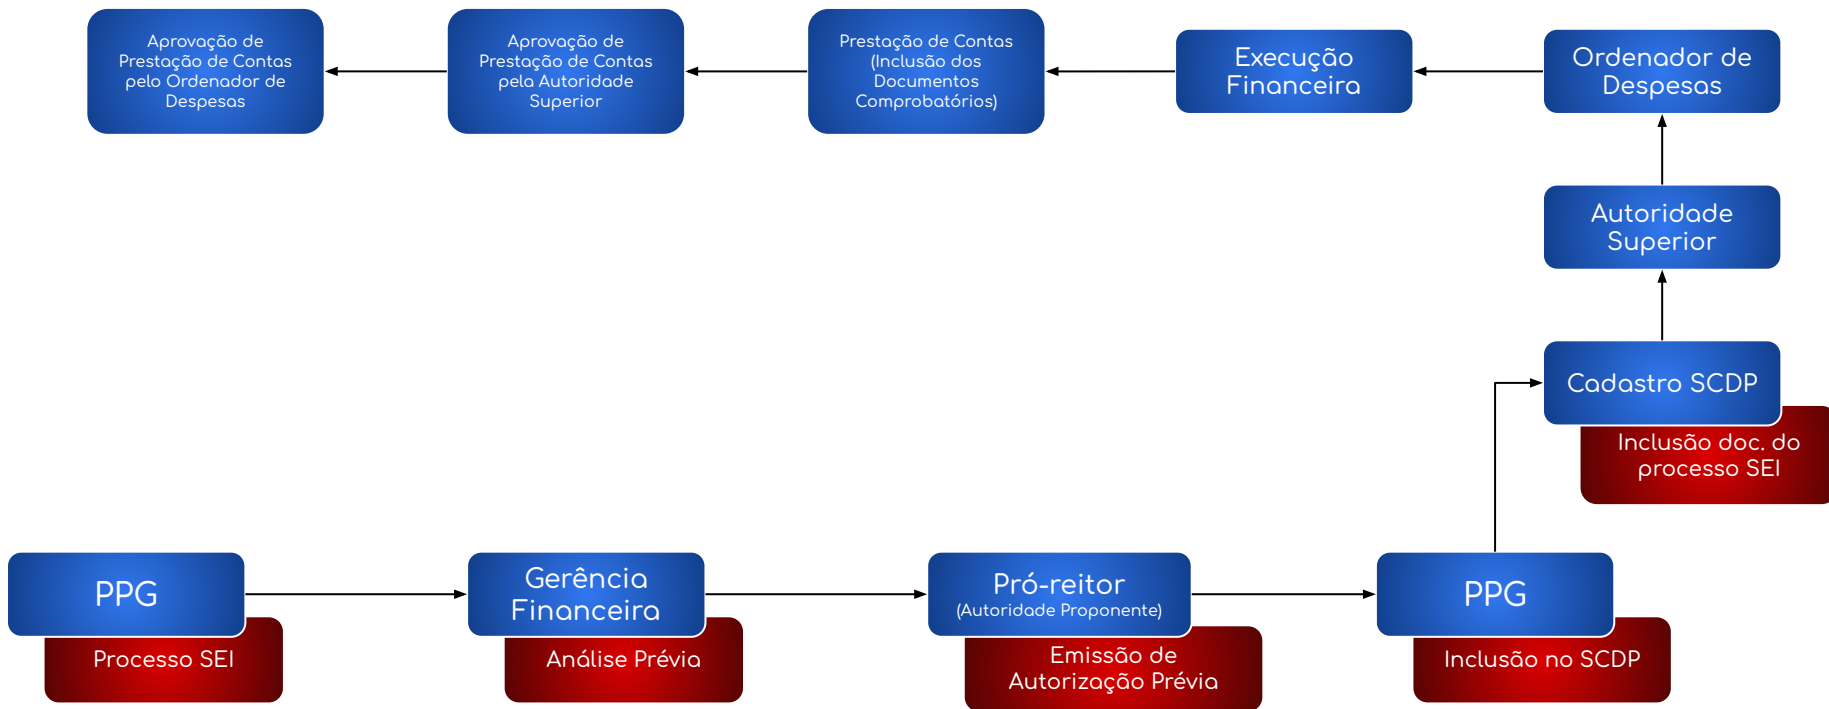 Aprovação de
Prestação de Contas
pelo Ordenador de
Despesas
Aprovação de
Prestação de Contas
pela Autoridade
Superior
Prestação de Contas
(Inclusão dos
Documentos
Comprobatórios)
Execução
Financeira
Ordenador de
Despesas
Autoridade
Superior
Cadastro SCDP
Inclusão doc. do
processo SEI
PPG
Processo SEI
Gerência
Financeira
Análise Prévia
Pró-reitor
(Autoridade Proponente)
Emissão de
Autorização Prévia
PPG
Inclusão no SCDP